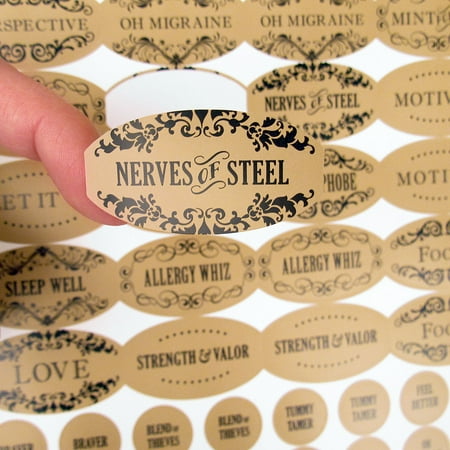 RSPECTIVE
OH MIGRAINE
OH MIGRAINE
NERVES of STEEL
MOTIV
NERVES of STEEL
PHOBE
MOTI
ET IT
SLEEP WELL
ALLERGY WHIZ
ALLERGY WHIZ
Foo
LOVE
STRENGTH & VALOR
STRENGTH & VALOR
Foo
BRAVER
BRAVER
BLEND of
THIEVES
BLEND of
THIEVES
TUMMY
TAMER
TUMMY
TAMER
FEEL
BETTER